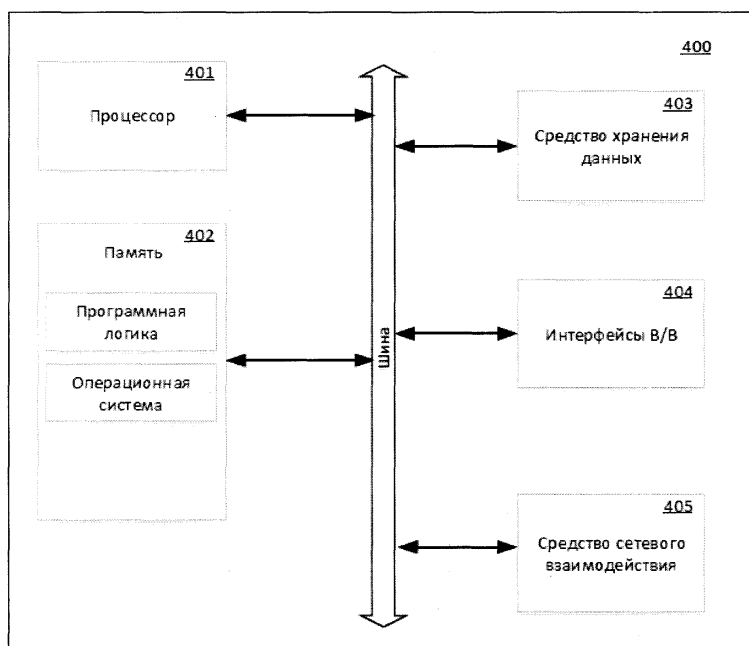 400
401
Процессор
402
Память
Программная
логика
Операционная
система
Шина
403
Средство хранения
данных
404
Интерфейсы В/В
405
Средство сетевого
взаимодействия